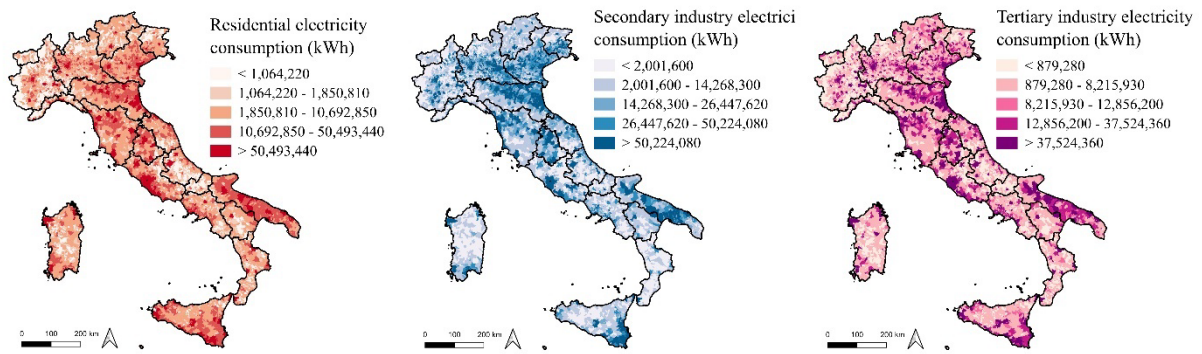 Residential electricity
consumption (kWh)
< 1,064,220
1,064,220 - 1,850,810
1,850,810 - 10,692,850
10,692,850 - 50,493,440
> 50,493,440
0 100 200 km
Secondary industry electrici
consumption (kWh)
< 2,001,600
2,001,600 - 14,268,300
14,268,300 - 26,447,620
26,447,620 - 50,224,080
> 50,224,080
0 100 200 km
Tertiary industry electricity
consumption (kWh)
< 879,280
879,280 - 8,215,930
8,215,930 - 12,856,200
12,856,200 - 37,524,360
> 37,524,360
0 100 200 km